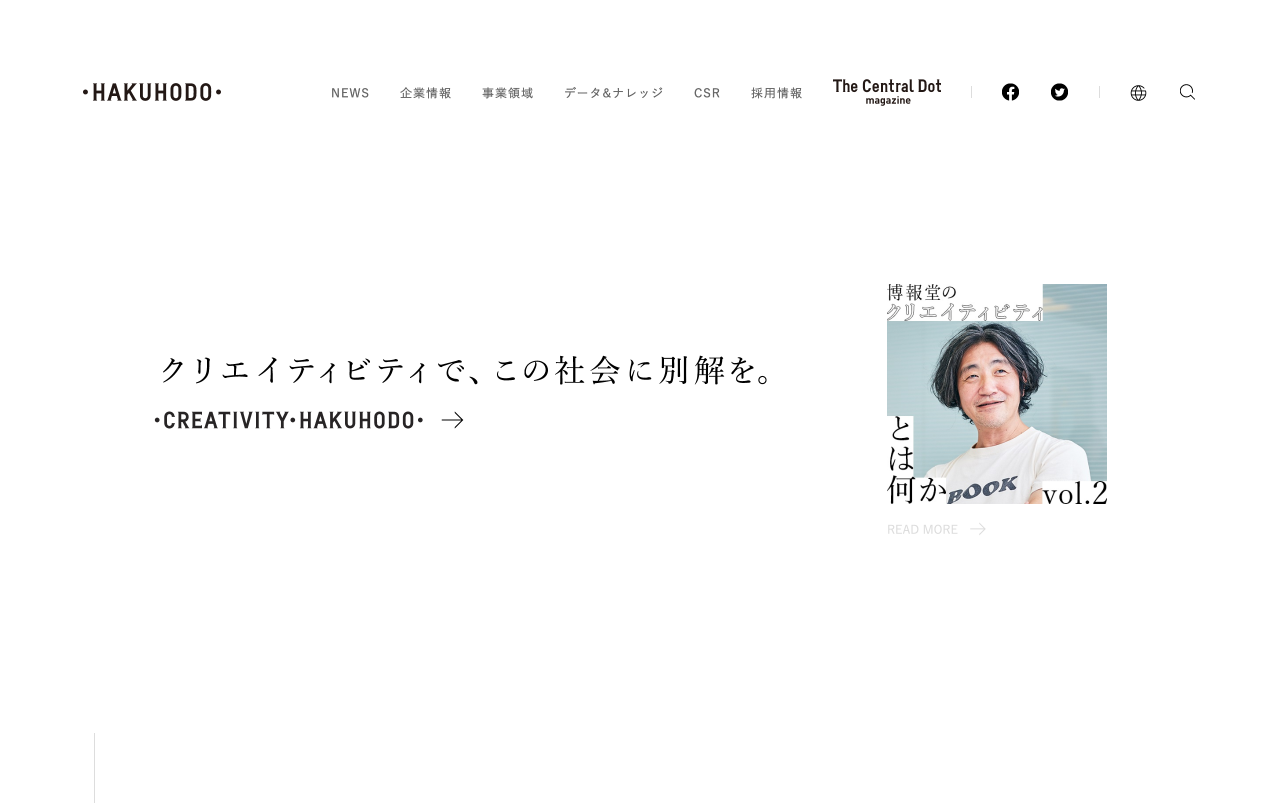 •HAKUHODO•
NEWS
企業情報
事業領域
データ&ナレッジ
CSR
採用情報
The Central Dot
magazine
クリエイティビティで、この社会に別解を。
•CREATIVITY•HAKUHODO•
博報堂の
クリエイティビティ
とは
何か
BOOK
vol.2
READ MORE